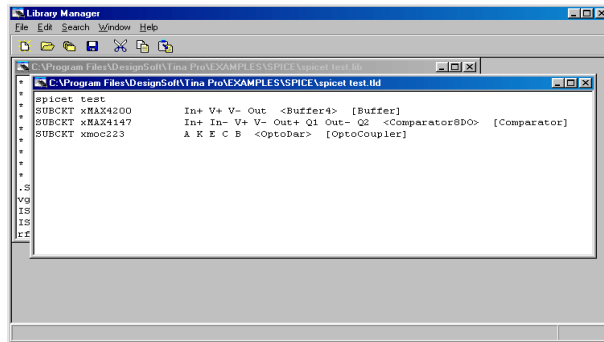 Library Manager
File Edit Search Window Help
C:\Program Files\DesignSoft\Tina Pro\EXAMPLES\SPICE\spicet test.lib
C:\Program Files\DesignSoft\Tina Pro\EXAMPLES\SPICE\spicet test.tld
spicet test
SUBCKT xMAX4200 In+ V+ V- Out <Buffer4> [Buffer]
SUBCKT xMAX4147 In+ In- V+ V- Out+ Q1 Out- Q2 <Comparator8DO> [Comparator]
SUBCKT xmoc223 A K E C B <OptoDar> [OptoCoupler]
*
*
*
*
*
*
*
*
.S
vg
IS
IS
rf